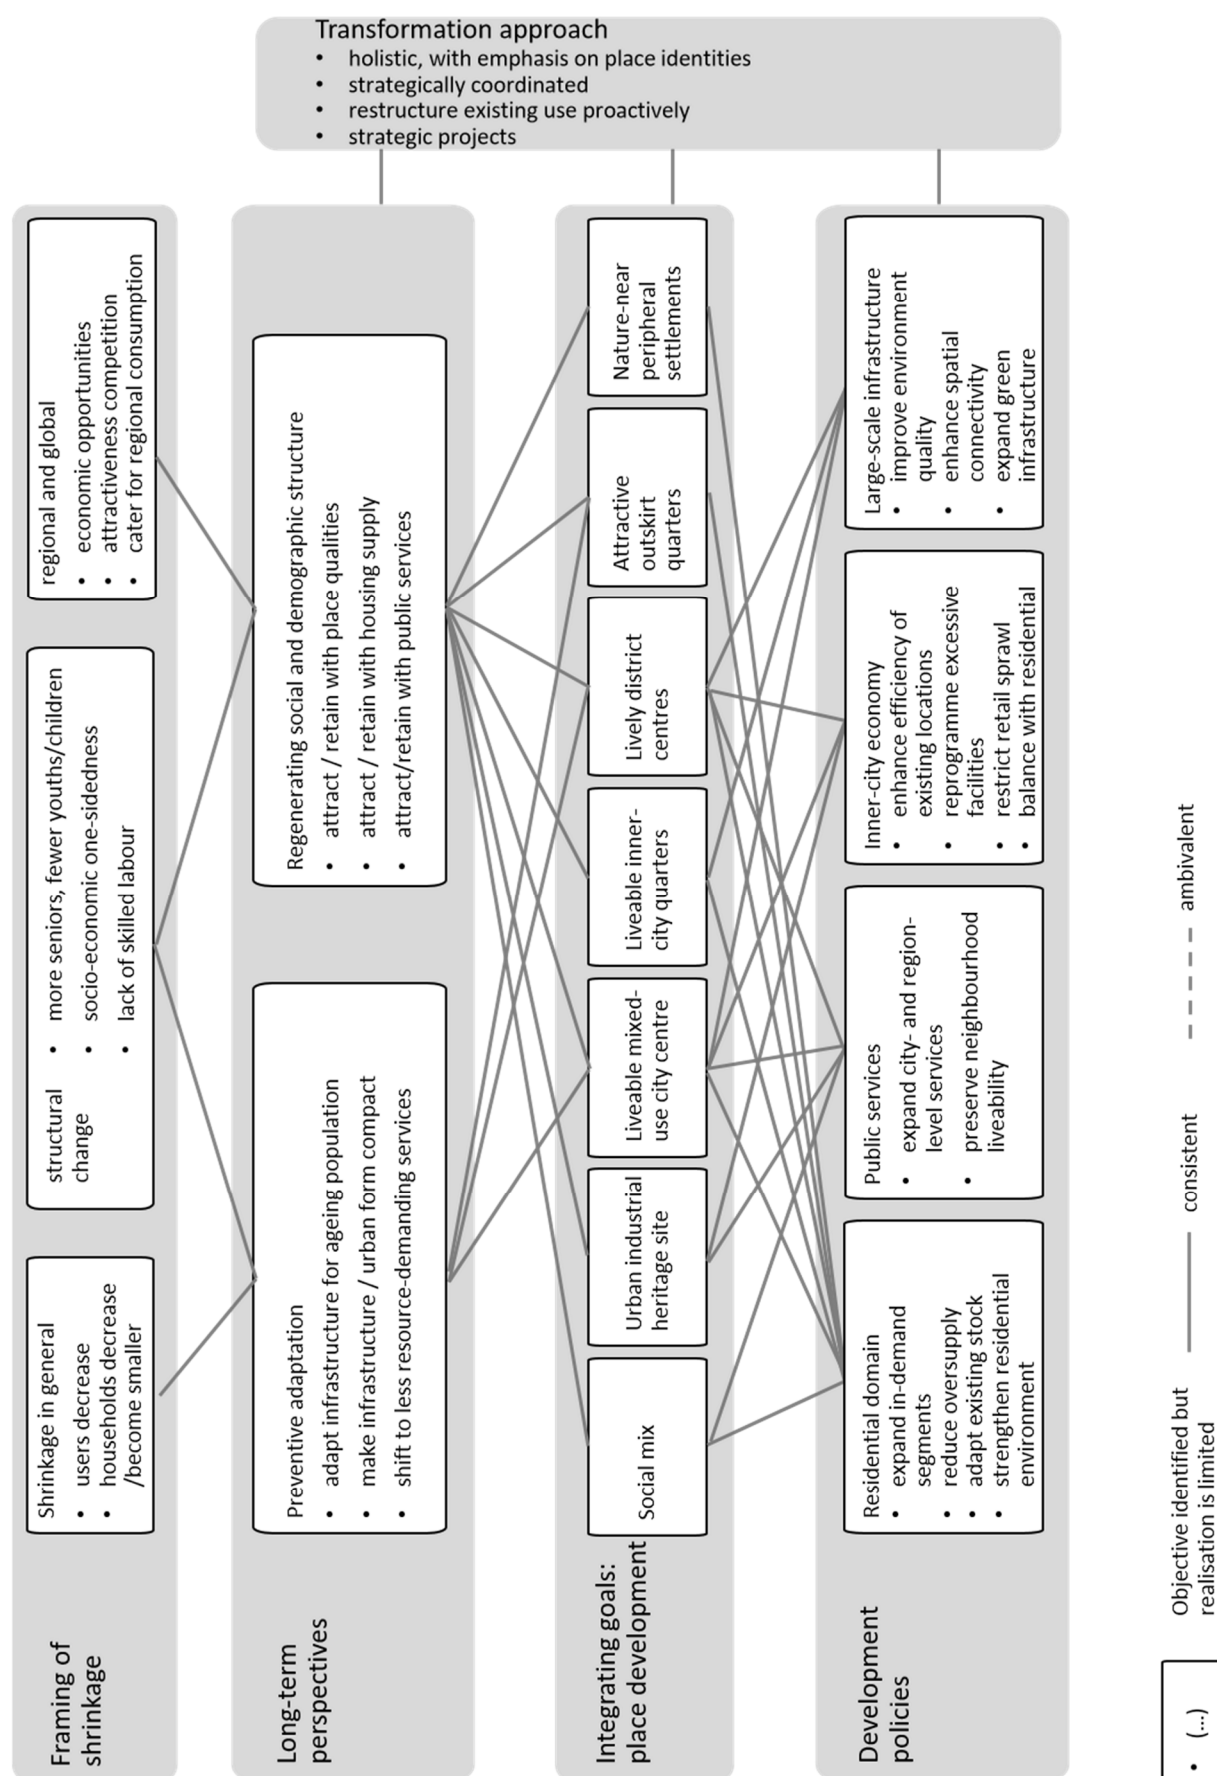 Transformation approach
• holistic, with emphasis on place identities
• strategically coordinated
• restructure existing use proactively
• strategic projects
Framing of
shrinkage
Shrinkage in general
• users decrease
• households decrease
/become smaller
structural
change
• more seniors, fewer youths/children
• socio-economic one-sidedness
• lack of skilled labour
regional and global
• economic opportunities
• attractiveness competition
• cater for regional consumption
Long-term
perspectives
Preventive adaptation
• adapt infrastructure for ageing population
• make infrastructure / urban form compact
• shift to less resource-demanding services
Regenerating social and demographic structure
• attract / retain with place qualities
• attract / retain with housing supply
• attract/retain with public services
Integrating goals:
place development
Social mix
Urban industrial
heritage site
Liveable mixed-
use city centre
Liveable inner-
city quarters
Lively district
centres
Attractive
outskirt
quarters
Nature-near
peripheral
settlements
Development
policies
Residential domain
• expand in-demand
segments
• reduce oversupply
• adapt existing stock
• strengthen residential
environment
Public services
• expand city- and region-
level services
• preserve neighbourhood
liveability
Inner-city economy
• enhance efficiency of
existing locations
• reprogramme excessive
facilities
• restrict retail sprawl
• balance with residential
Large-scale infrastructure
• improve environment
quality
• enhance spatial
connectivity
• expand green
infrastructure
• (...)
Objective identified but
realisation is limited
consistent
ambivalent